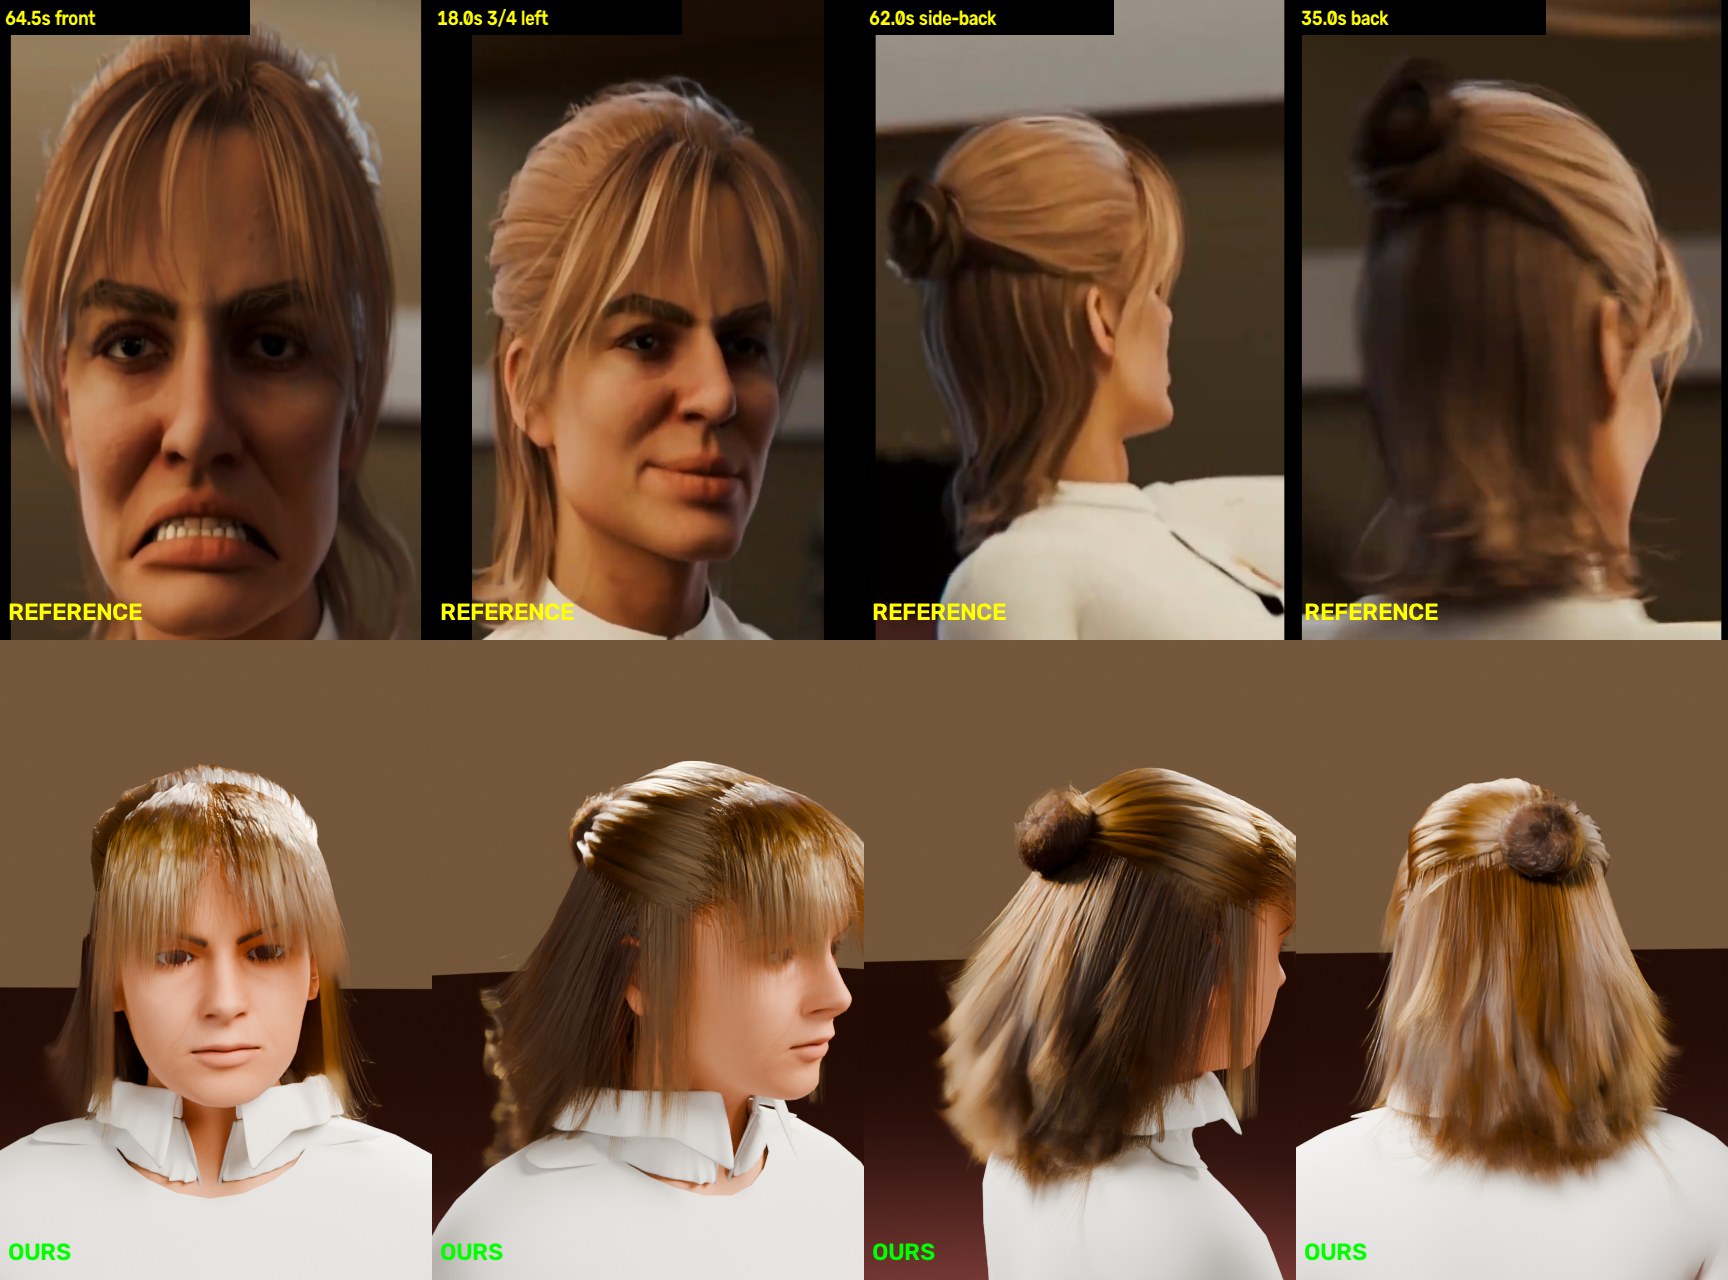 64.5s front
18.0s 3/4 left
62.0s side-back
35.0s back
REFERENCE
REFERENCE
REFERENCE
REFERENCE
OURS
OURS
OURS
OURS